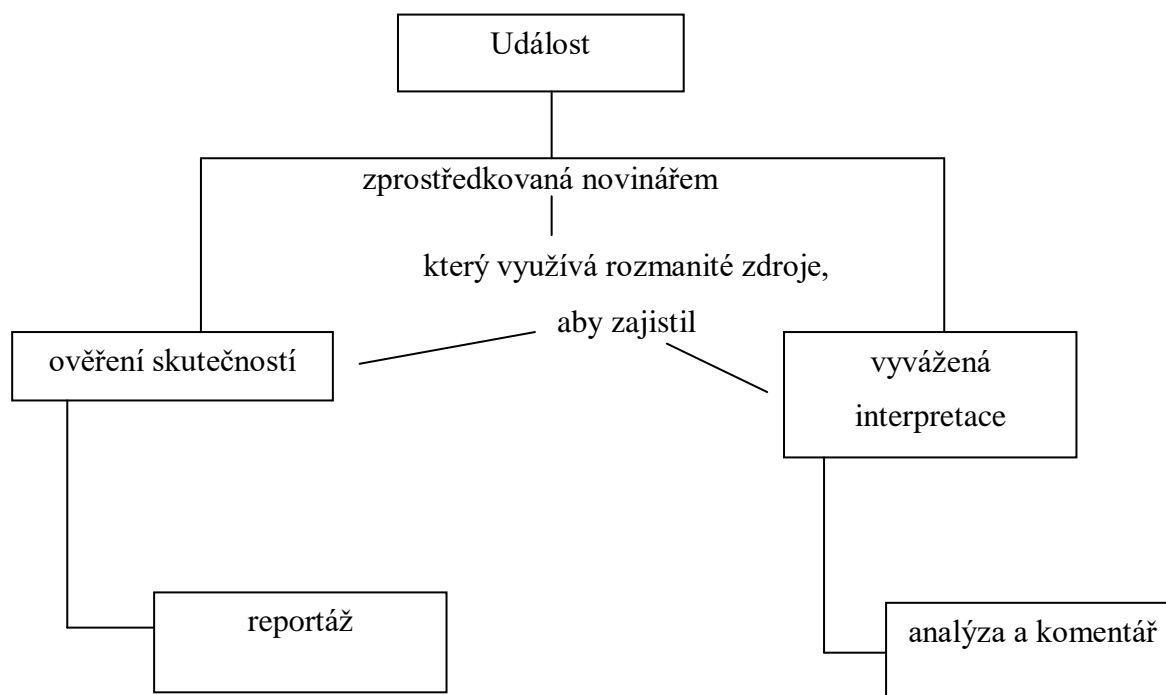 Událost
zprostředkovaná novinářem
který využívá rozmanité zdroje,
aby zajistil
ověření skutečností
vyvážená
interpretace
reportáž
analýza a komentář